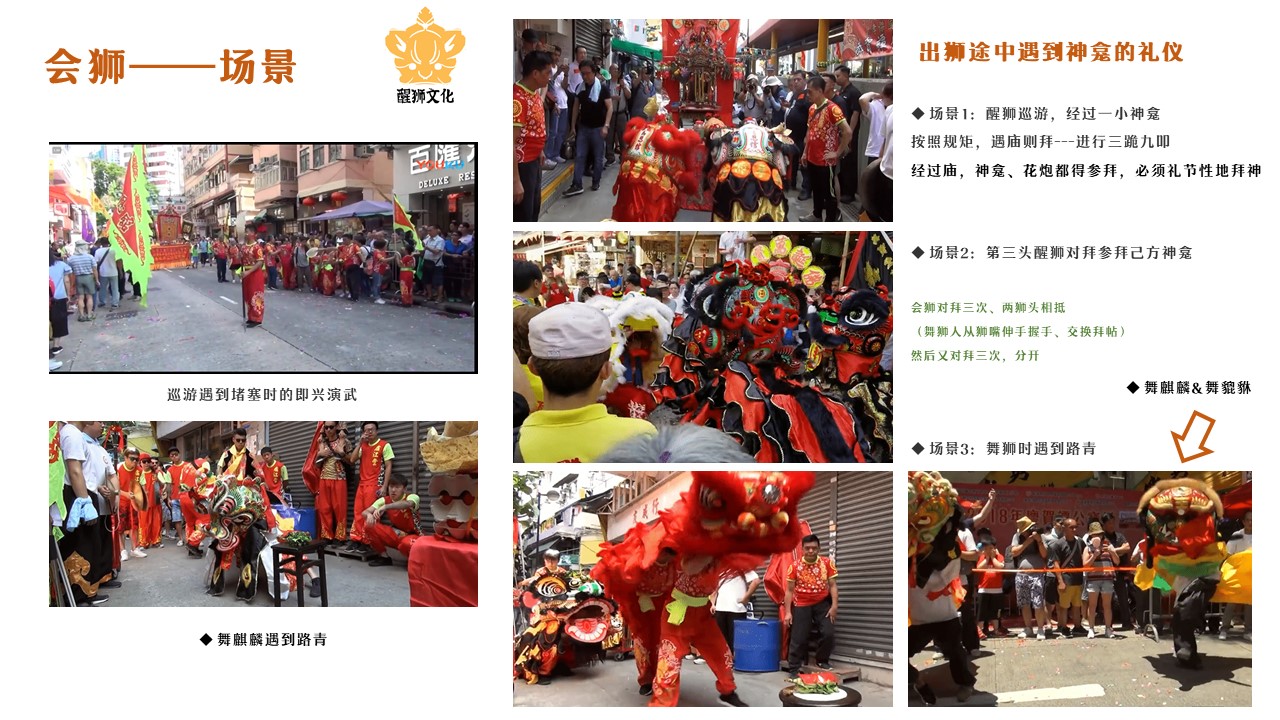 会狮——场景
醒狮文化
百匯
YOUKU
DELUXE RES
巡游遇到堵塞时的即兴演武
◆ 舞麒麟遇到路青
出狮途中遇到神龛的礼仪
◆ 场景1：醒狮巡游，经过一小神龛
按照规矩，遇庙则拜---进行三跪九叩
经过庙，神龛、花炮都得参拜，必须礼节性地拜神
◆ 场景2：第三头醒狮对拜参拜己方神龛
会狮对拜三次、两狮头相抵
（舞狮人从狮嘴伸手握手、交换拜帖）
然后又对拜三次，分开
◆ 舞麒麟&舞貔貅
◆ 场景3：舞狮时遇到路青